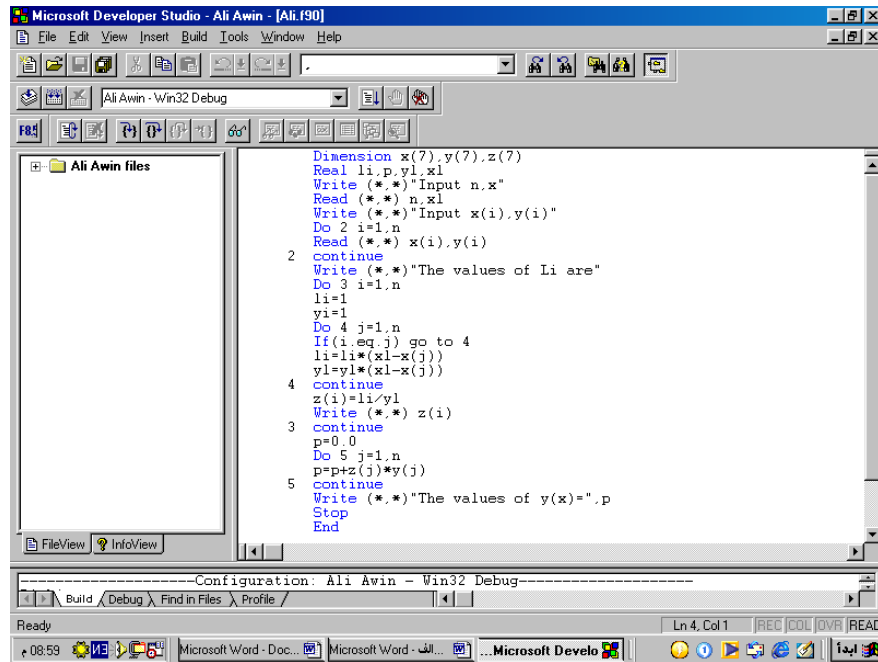 Microsoft Developer Studio - Ali Awin - [Ali.f90]
File Edit View Insert Build Tools Window Help
Ali Awin - Win32 Debug
Ali Awin files
Dimension x(7),y(7),z(7)
Real li,p,yl,xl
Write (*,*)"Input n,x"
Read (*,*) n,xl
Write (*,*)"Input x(i),y(i)"
Do 2 i=1,n
Read (*,*) x(i),y(i)
2 continue
Write (*,*)"The values of Li are"
Do 3 i=1,n
li=1
yi=1
Do 4 j=1,n
If(i.eq.j) go to 4
li=li*(xl-x(j))
yl=yl*(xl-x(j))
4 continue
z(i)=li/yl
Write (*,*) z(i)
3 continue
p=0.0
Do 5 j=1,n
p=p+z(j)*y(j)
5 continue
Write (*,*)"The values of y(x)=",p
Stop
End
FileView InfoView
--------------------Configuration: Ali Awin - Win32 Debug--------------------
Build Debug Find in Files Profile
Ready Ln 4, Col 1 REC COL OVR READ
08:59 م Microsoft Word - Doc... Microsoft Word - الف... ...Microsoft Develo ابدأ